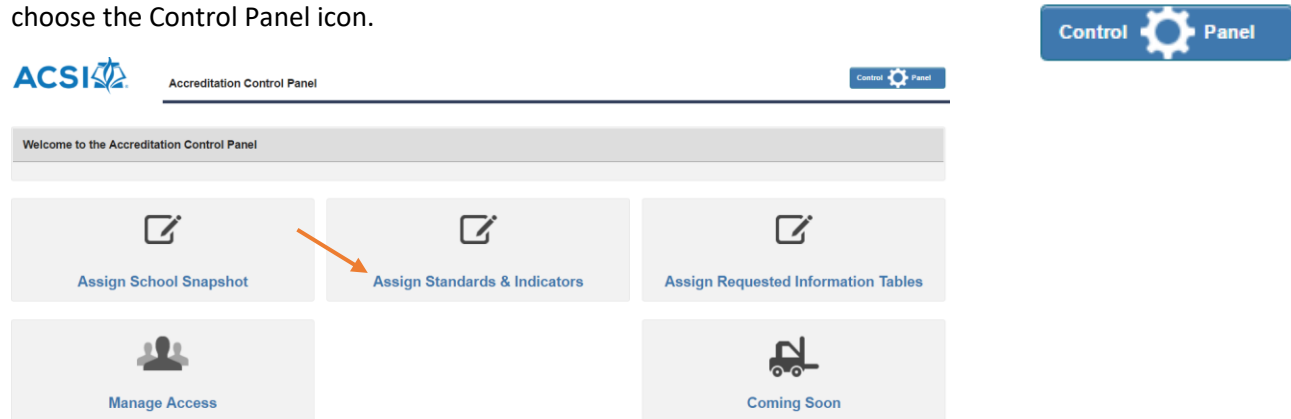 choose the Control Panel icon.
Control Panel
ACSI
Accreditation Control Panel
Control Panel
Welcome to the Accreditation Control Panel
Assign School Snapshot
Assign Standards & Indicators
Assign Requested Information Tables
Manage Access
Coming Soon